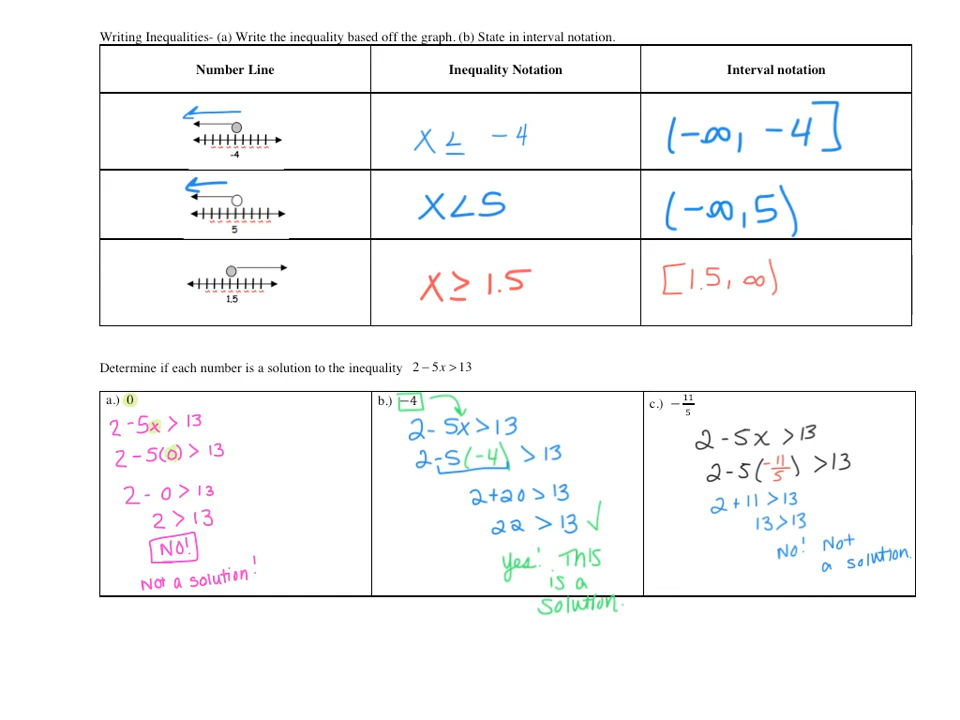 Writing Inequalities- (a) Write the inequality based off the graph. (b) State in interval notation.
Number Line Inequality Notation Interval notation
-4 x ≤ -4 (-∞, -4]
5 x<5 (-∞,5)
1.5 x≥ 1.5 [1.5, ∞)
Determine if each number is a solution to the inequality 2−5x>13
a.) 0
2-5x > 13
2-5(0) > 13
2-0>13
2>13
NO!
Not a solution!
b.) −4
2-5x>13
2-5(-4) >13
2+20>13
22 >13 ✓
Yes! This
is a
solution.
c.) −11/5
2-5x >13
2-5(-11/5) >13
2+11>13
13>13
No! Not
a solution.